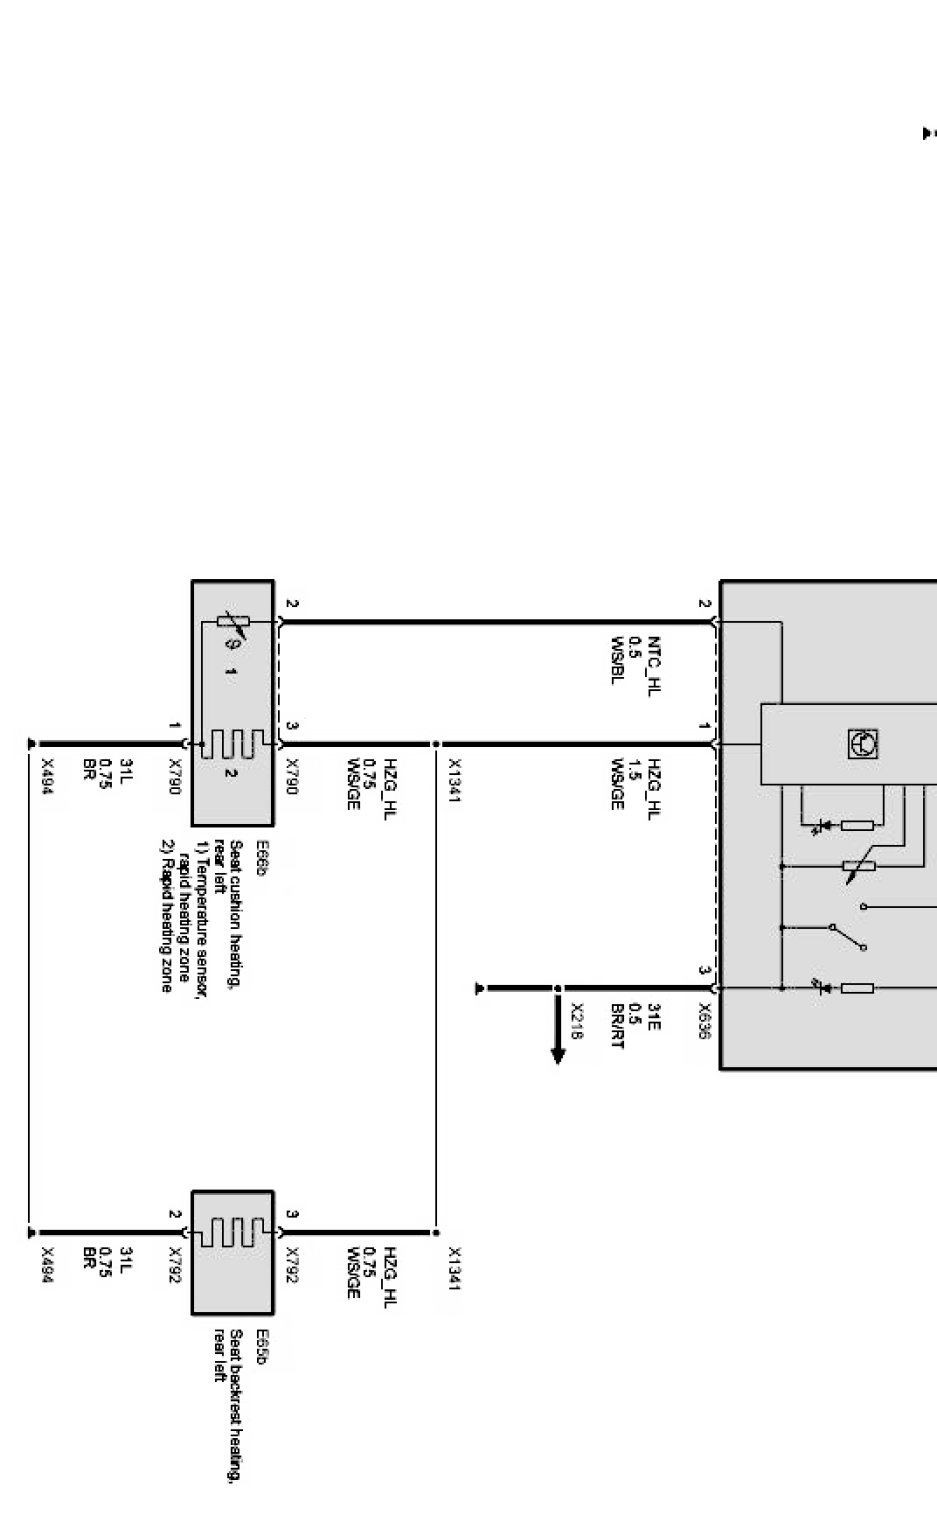 2
1
3
X636
NTC_HL
0.5
WS/BL
HZG_HL
1.5
WS/GE
31E
0.5
BR/RT
X218
X1341
X1341
HZG_HL
0.75
WS/GE
HZG_HL
0.75
WS/GE
2
3
X790
3
X792
ϑ
1
2
E66b
Seat cushion heating,
rear left
1) Temperature sensor,
rapid heating zone
2) Rapid heating zone
E65b
Seat backrest heating,
rear left
1
X790
2
X792
31L
0.75
BR
31L
0.75
BR
X494
X494